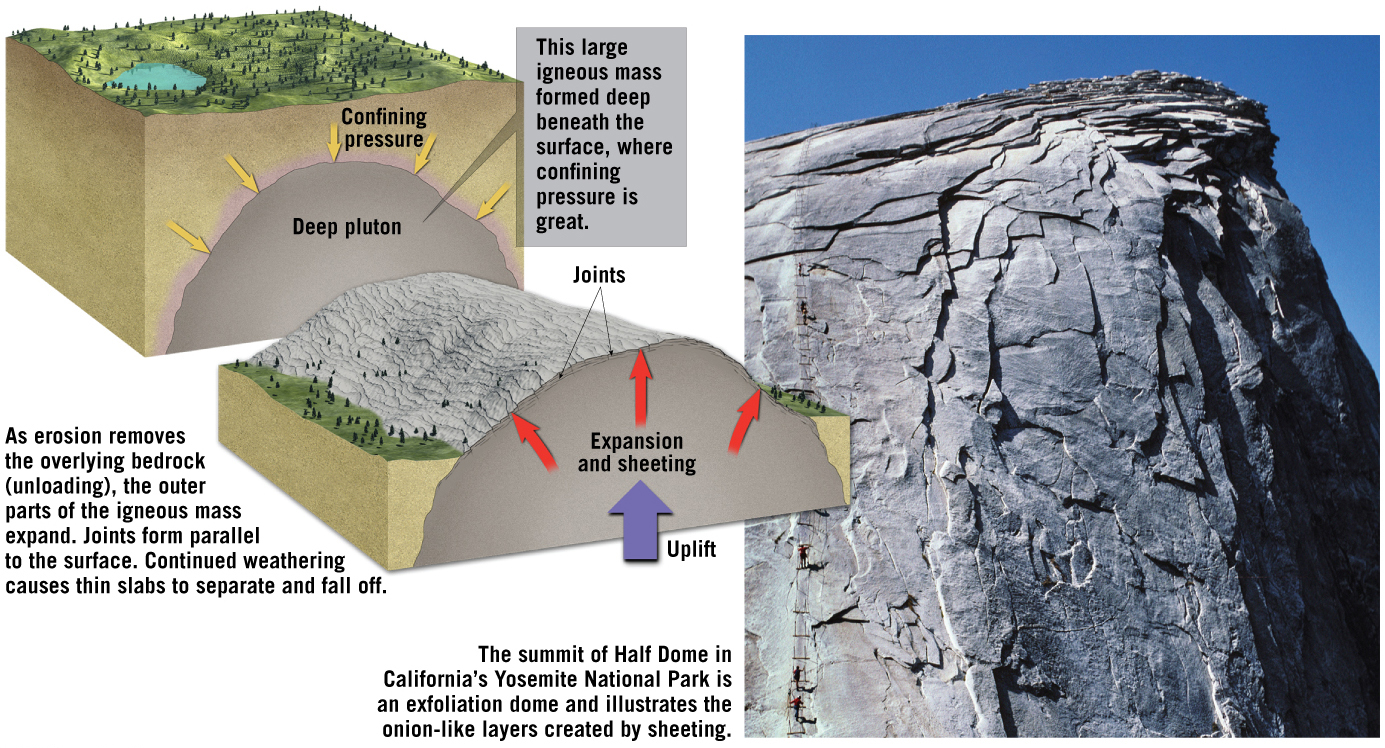 This large
igneous mass
formed deep
beneath the
surface, where
confining
pressure is
great.
Confining
pressure
Deep pluton
Joints
Expansion
and sheeting
Uplift
As erosion removes
the overlying bedrock
(unloading), the outer
parts of the igneous mass
expand. Joints form parallel
to the surface. Continued weathering
causes thin slabs to separate and fall off.
The summit of Half Dome in
California’s Yosemite National Park is
an exfoliation dome and illustrates the
onion-like layers created by sheeting.